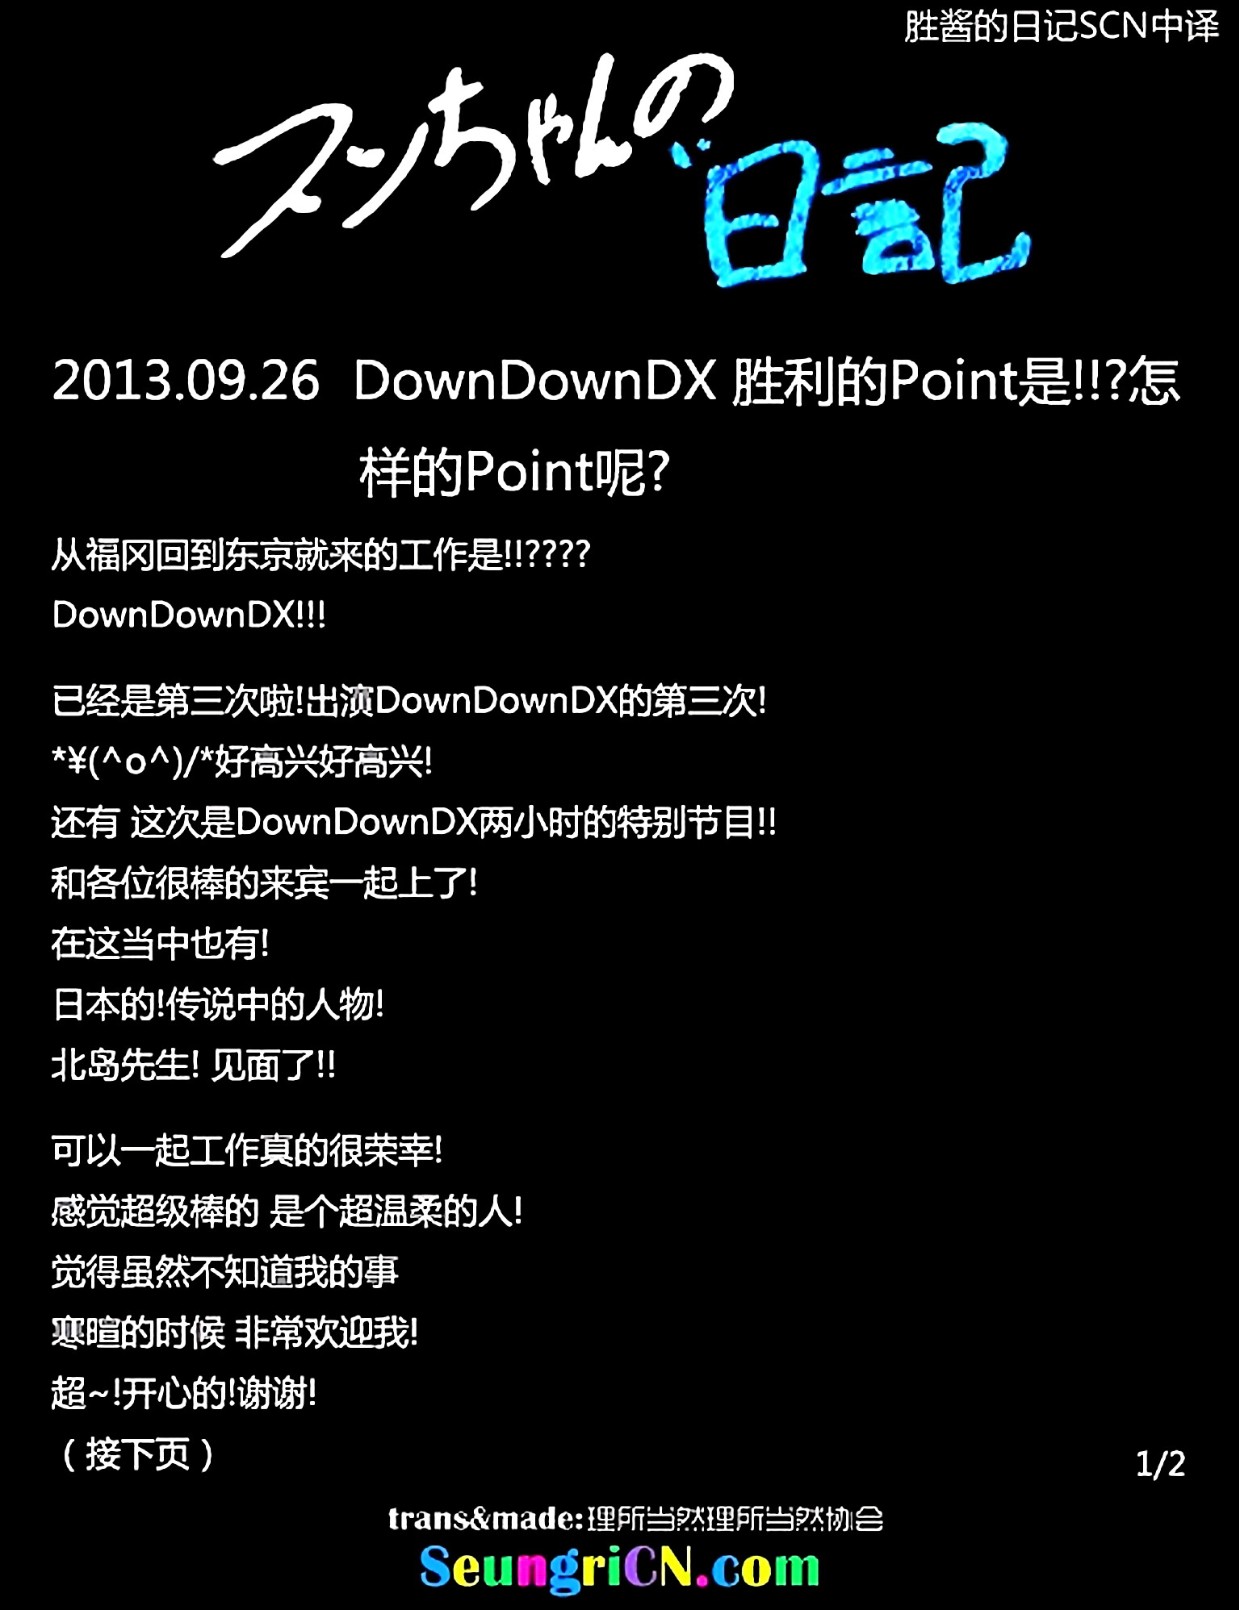 胜酱的日记SCN中译
スンちゃんの
日記
2013.09.26 DownDownDX 胜利的Point是!!?怎
样的Point呢?
从福冈回到东京就来的工作是!!????
DownDownDX!!!
已经是第三次啦!出演DownDownDX的第三次!
*¥(^o^)/*好高兴好高兴!
还有 这次是DownDownDX两小时的特别节目!!
和各位很棒的来宾一起上了!
在这当中也有!
日本的!传说中的人物!
北岛先生! 见面了!!
可以一起工作真的很荣幸!
感觉超级棒的 是个超温柔的人!
觉得虽然不知道我的事
寒暄的时候 非常欢迎我!
超~!开心的!谢谢!
（接下页）
1/2
trans&made:理所当然理所当然协会
SeungriCN.com